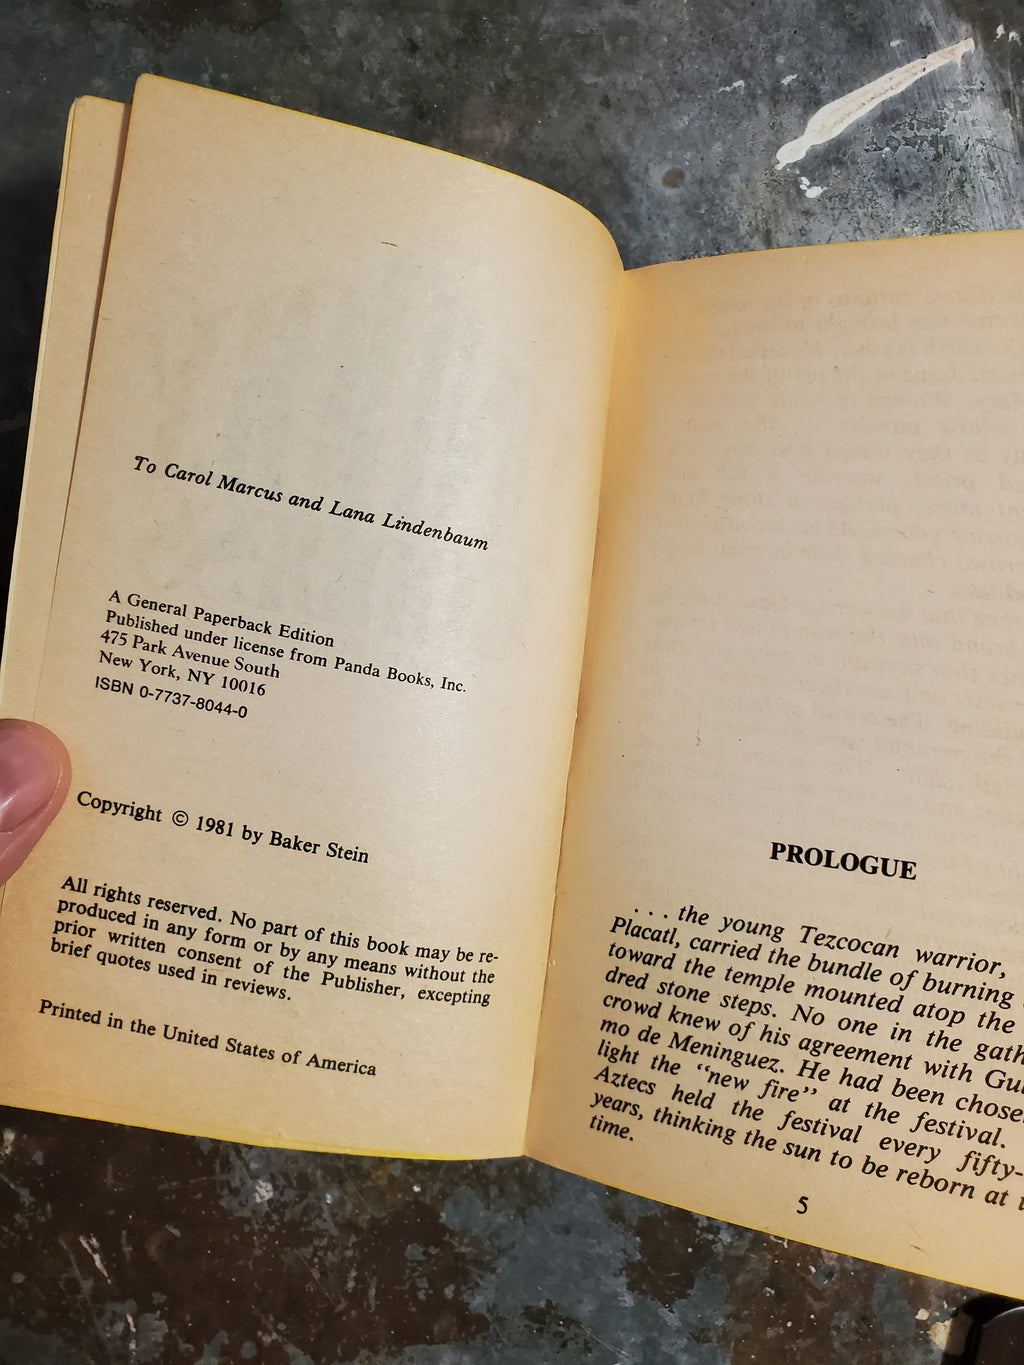 To Carol Marcus and Lana Lindenbaum
A General Paperback Edition
Published under license from Panda Books, Inc.
475 Park Avenue South
New York, NY 10016
ISBN 0-7737-8044-0
Copyright © 1981 by Baker Stein
All rights reserved. No part of this book may be re-
produced in any form or by any means without the
prior written consent of the Publisher, excepting
brief quotes used in reviews.
Printed in the United States of America
PROLOGUE
. . . the young Tezcocan warrior,
Placatl, carried the bundle of burning
toward the temple mounted atop the
dred stone steps. No one in the gath
crowd knew of his agreement with Gui
mo de Meninguez. He had been chose
light the "new fire" at the festival.
Aztecs held the festival every fifty-
years, thinking the sun to be reborn at
time.
5